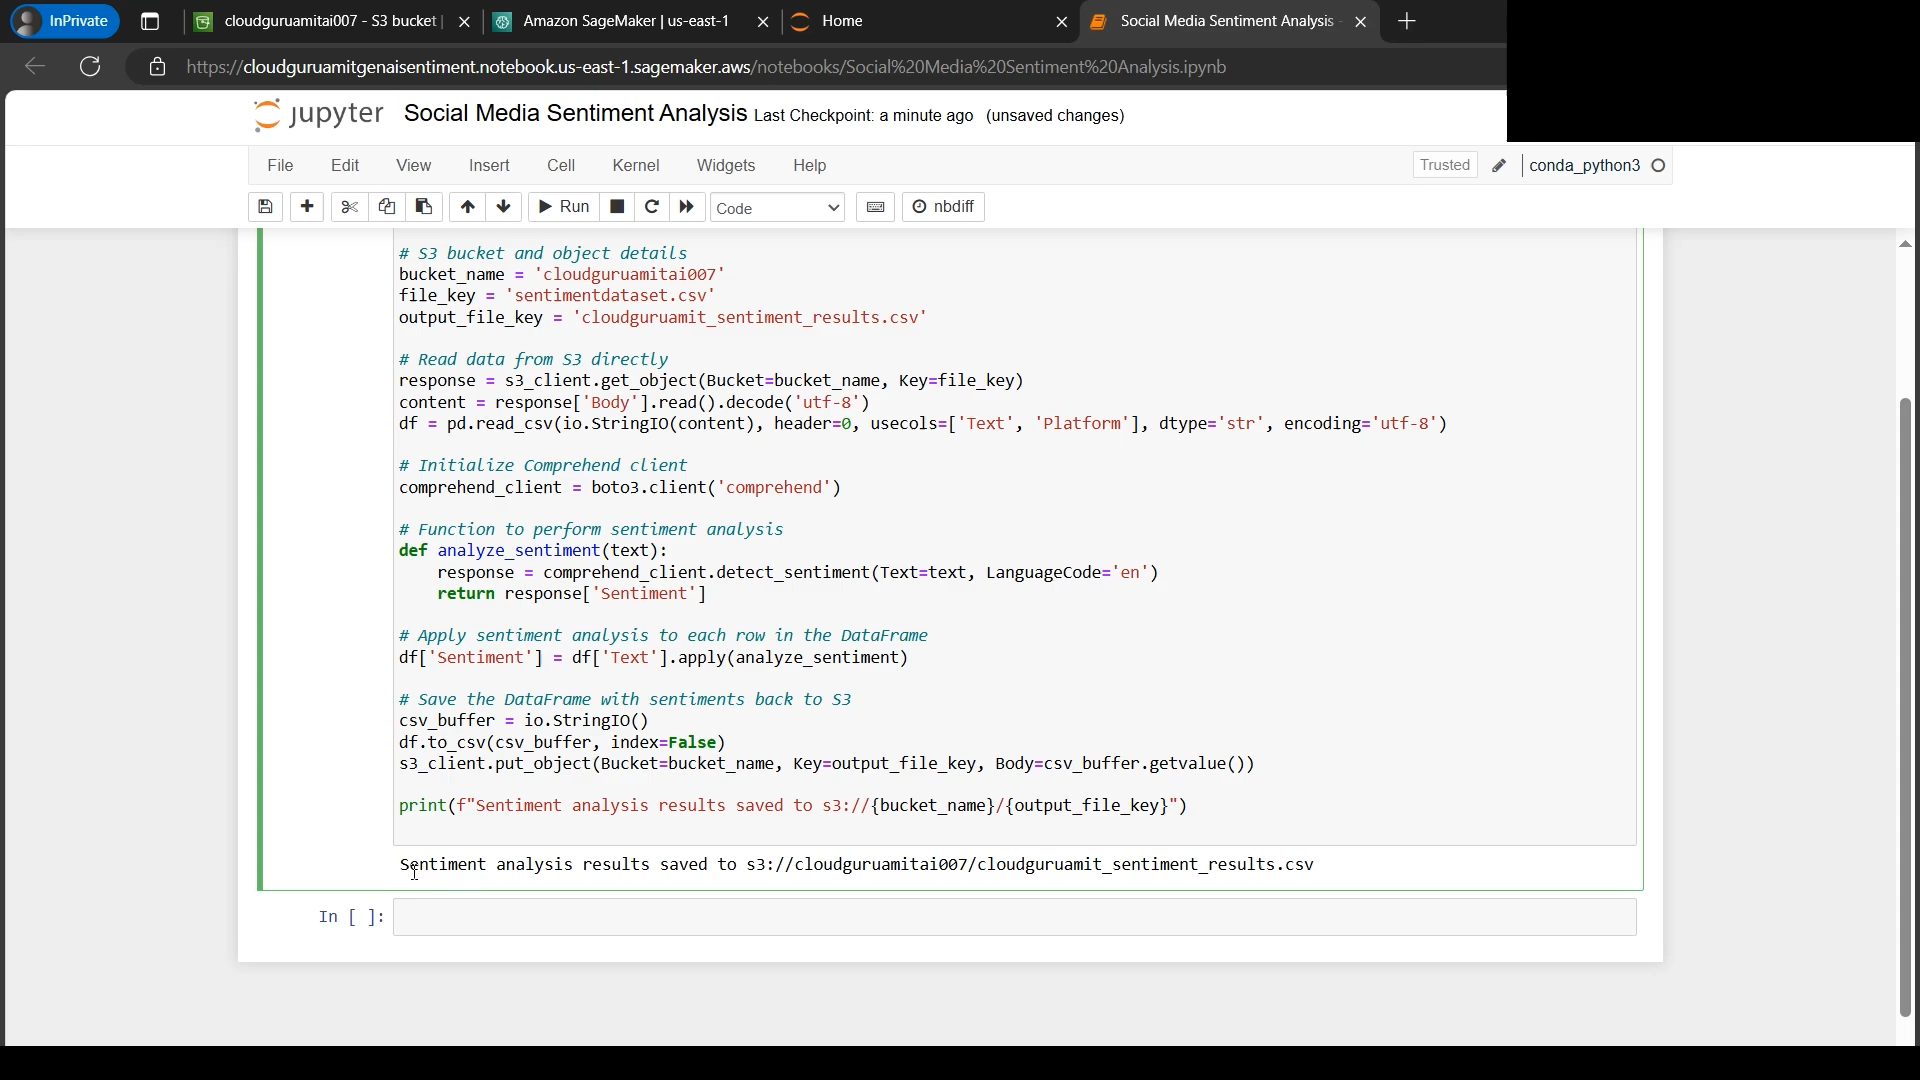 InPrivate
cloudguruamitai007 - S3 bucket
Amazon SageMaker | us-east-1
Home
Social Media Sentiment Analysis
https://cloudguruamitgenaisentiment.notebook.us-east-1.sagemaker.aws/notebooks/Social%20Media%20Sentiment%20Analysis.ipynb
jupyter Social Media Sentiment Analysis Last Checkpoint: a minute ago (unsaved changes)
File Edit View Insert Cell Kernel Widgets Help Trusted conda_python3
Run Code nbdiff
# S3 bucket and object details
bucket_name = 'cloudguruamitai007'
file_key = 'sentimentdataset.csv'
output_file_key = 'cloudguruamit_sentiment_results.csv'
# Read data from S3 directly
response = s3_client.get_object(Bucket=bucket_name, Key=file_key)
content = response['Body'].read().decode('utf-8')
df = pd.read_csv(io.StringIO(content), header=0, usecols=['Text', 'Platform'], dtype='str', encoding='utf-8')
# Initialize Comprehend client
comprehend_client = boto3.client('comprehend')
# Function to perform sentiment analysis
def analyze_sentiment(text):
    response = comprehend_client.detect_sentiment(Text=text, LanguageCode='en')
    return response['Sentiment']
# Apply sentiment analysis to each row in the DataFrame
df['Sentiment'] = df['Text'].apply(analyze_sentiment)
# Save the DataFrame with sentiments back to S3
csv_buffer = io.StringIO()
df.to_csv(csv_buffer, index=False)
s3_client.put_object(Bucket=bucket_name, Key=output_file_key, Body=csv_buffer.getvalue())
print(f"Sentiment analysis results saved to s3://{bucket_name}/{output_file_key}")
Sentiment analysis results saved to s3://cloudguruamitai007/cloudguruamit_sentiment_results.csv
In [ ]: